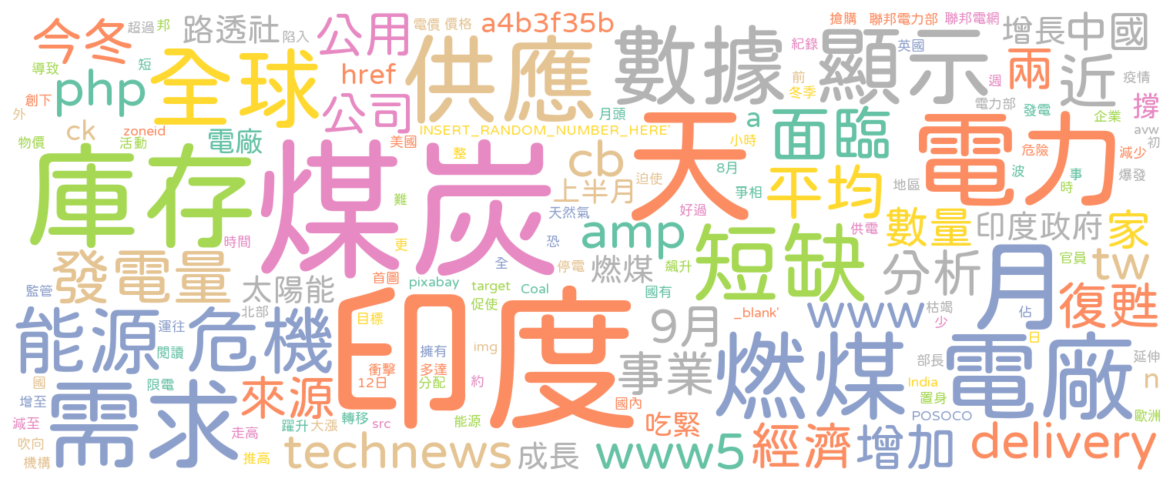 今冬
超過
邦
路透社
陷入
公用
電價
價格
a4b3f35b
數據
顯示
搶購
聯邦電力部
聯邦電網
紀錄
英國
增長
中國
導致
短
php
全球
href
供應
兩
近
疫情
前
冬季
週
創下
外
公司
月頭
電力部
發電
企業
撐
avw
初
物價
ck
zoneid
活動
電廠
INSERT_RANDOM_NUMBER_HERE'
美國
整
a
小時
面臨
電力
危險
減少
庫存
煤炭
cb
上半月
迫使
天
8月
爭相
平均
地區
波
事
時
爆發
難
天然氣
好過
供電
數量
印度政府
家
時間
更
恐
amp
短缺
官員
發電量
太陽能
首圖
全
停電
燃煤
飆升
分析
tw
監管
pixabay
target
Coal
國有
月
復甦
北部
運往
目標
促使
_blank'
www
枯竭
少
佔
能源
危機
印度
9月
閱讀
擁有
img
日
衝擊
多達
事業
燃煤
電廠
部長
延伸
國
限電
12日
分配
約
India
n
需求
來源
國內
置身
增至
減至
轉移
src
能源
吃緊
POSOCO
歐洲
走高
躍升
大漲
吹向
機構
推高
technews
成長
www5
經濟
增加
delivery